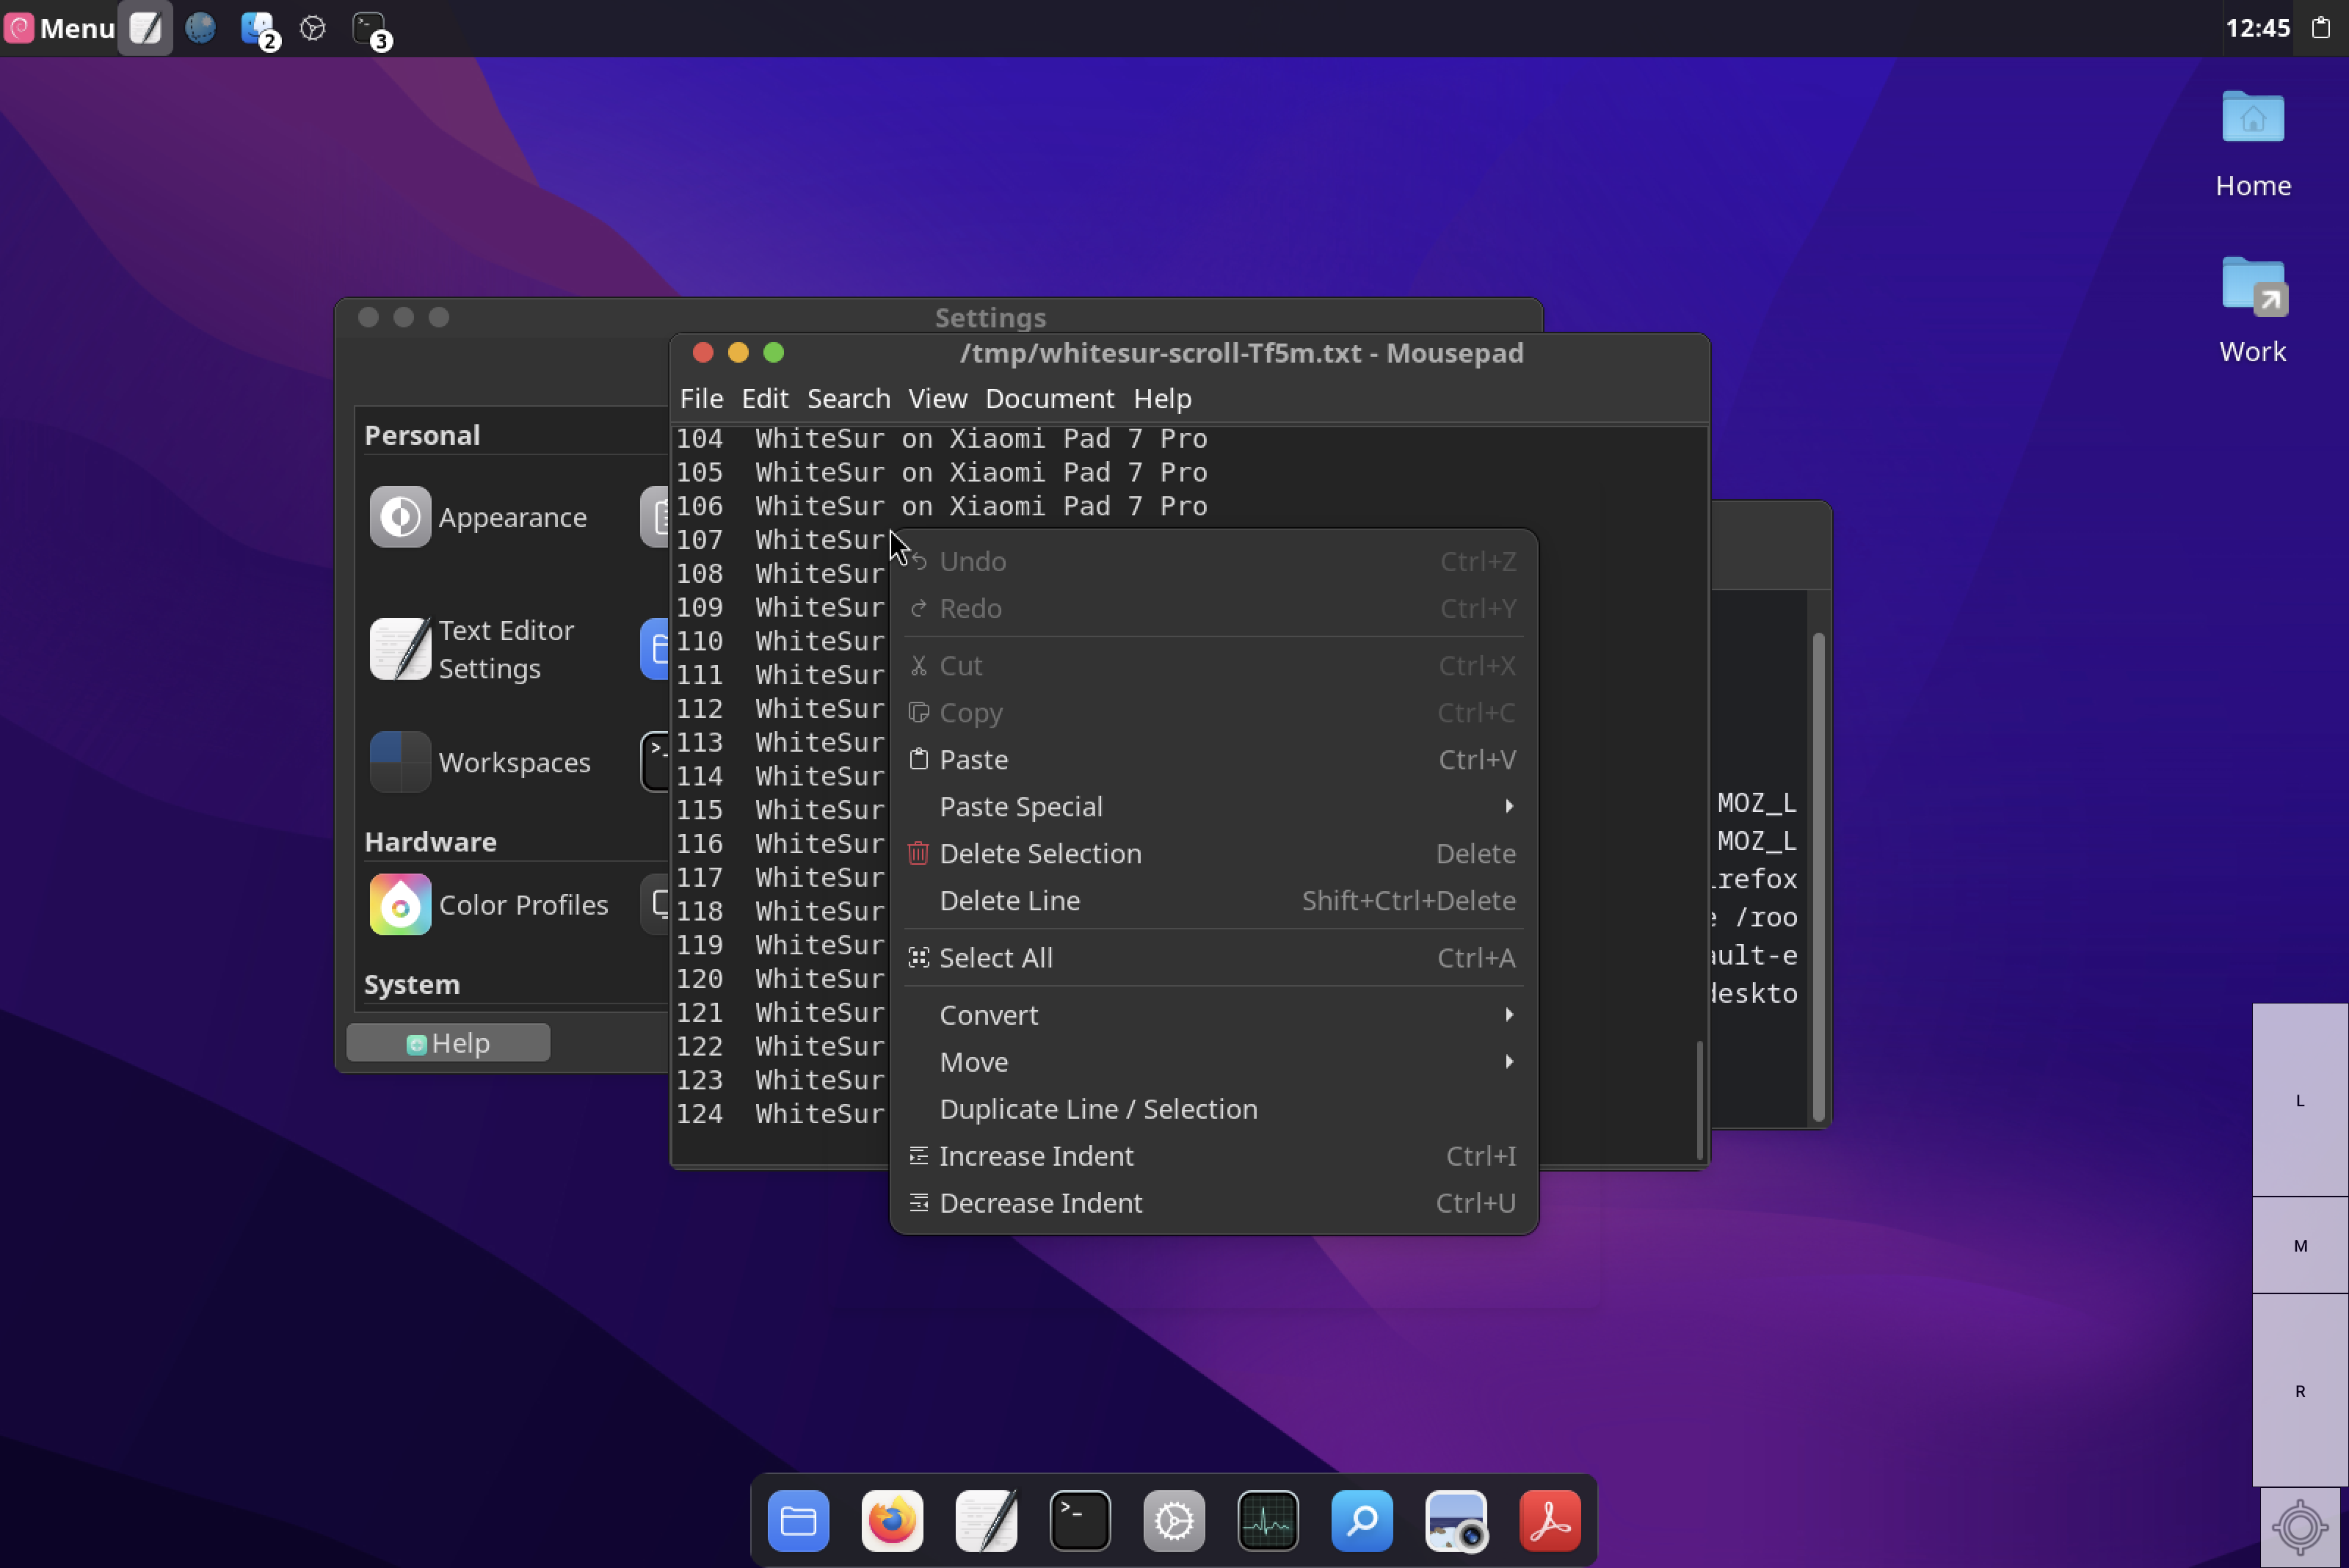 Menu 2 3 12:45
Home
Work
Settings
Personal
Appearance
Text Editor
Settings
Workspaces
Hardware
Color Profiles
System
Help
/tmp/whitesur-scroll-Tf5m.txt - Mousepad
File Edit Search View Document Help
104 WhiteSur on Xiaomi Pad 7 Pro
105 WhiteSur on Xiaomi Pad 7 Pro
106 WhiteSur on Xiaomi Pad 7 Pro
107 WhiteSur
108 WhiteSur
109 WhiteSur
110 WhiteSur
111 WhiteSur
112 WhiteSur
113 WhiteSur
114 WhiteSur
115 WhiteSur
116 WhiteSur
117 WhiteSur
118 WhiteSur
119 WhiteSur
120 WhiteSur
121 WhiteSur
122 WhiteSur
123 WhiteSur
124 WhiteSur
Undo Ctrl+Z
Redo Ctrl+Y
Cut Ctrl+X
Copy Ctrl+C
Paste Ctrl+V
Paste Special
Delete Selection Delete
Delete Line Shift+Ctrl+Delete
Select All Ctrl+A
Convert
Move
Duplicate Line / Selection
Increase Indent Ctrl+I
Decrease Indent Ctrl+U
MOZ_L
MOZ_L
irefox
e /roo
ault-e
deskto
L
M
R